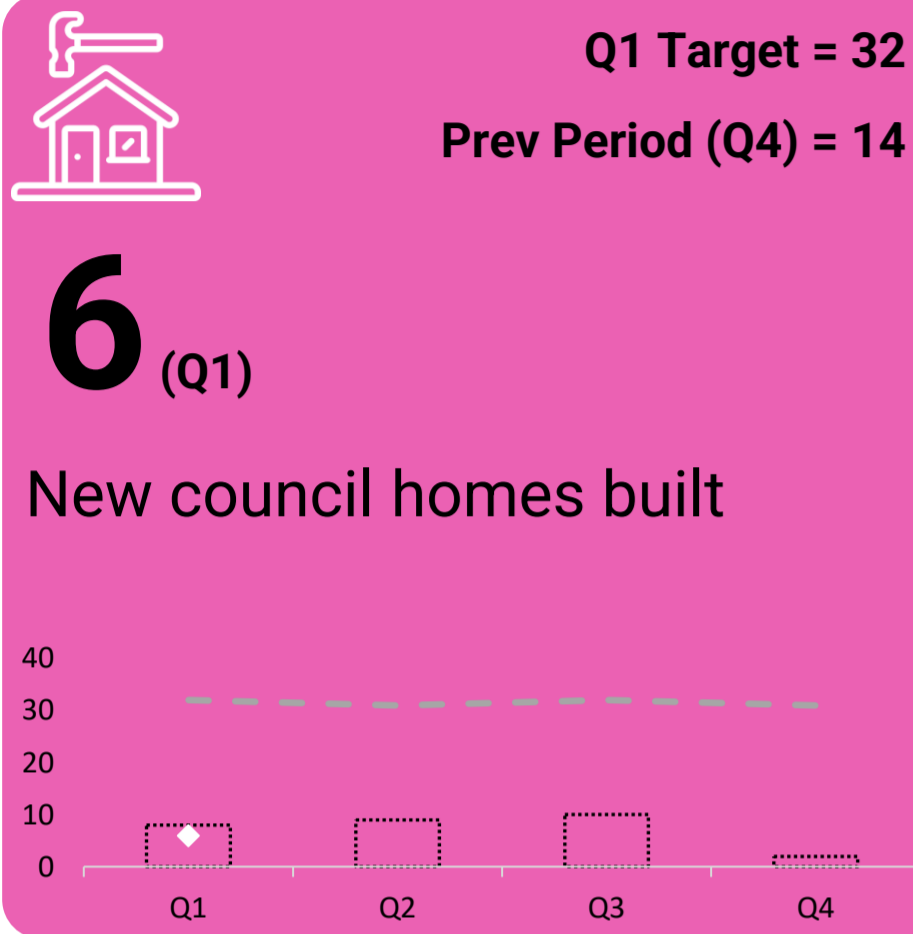 Q1 Target = 32
Prev Period (Q4) = 14
6 (Q1)
New council homes built
40
30
20
10
0
Q1 Q2 Q3 Q4